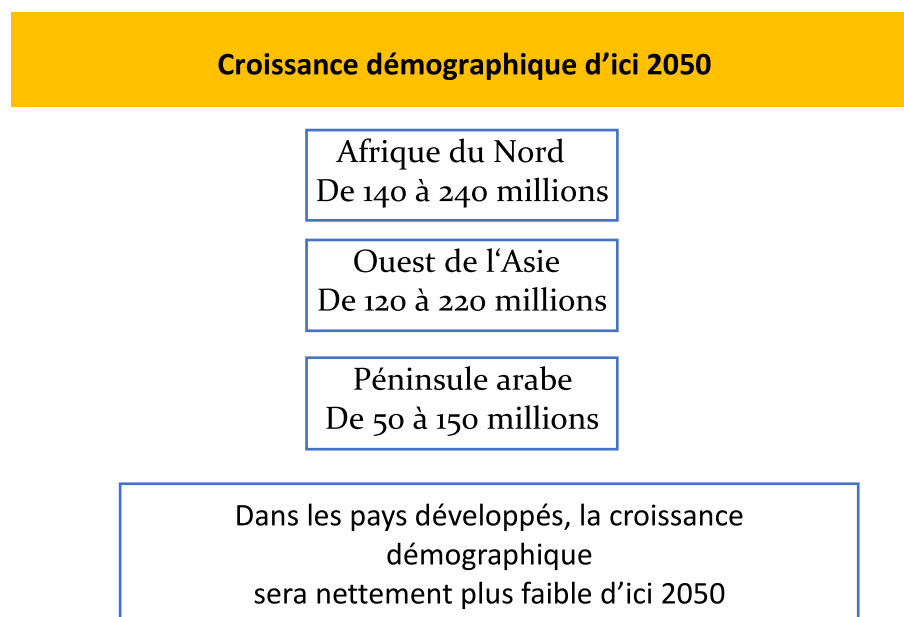 Croissance démographique d’ici 2050
Afrique du Nord
De 140 à 240 millions
Ouest de l‘Asie
De 120 à 220 millions
Péninsule arabe
De 50 à 150 millions
Dans les pays développés, la croissance
démographique
sera nettement plus faible d’ici 2050